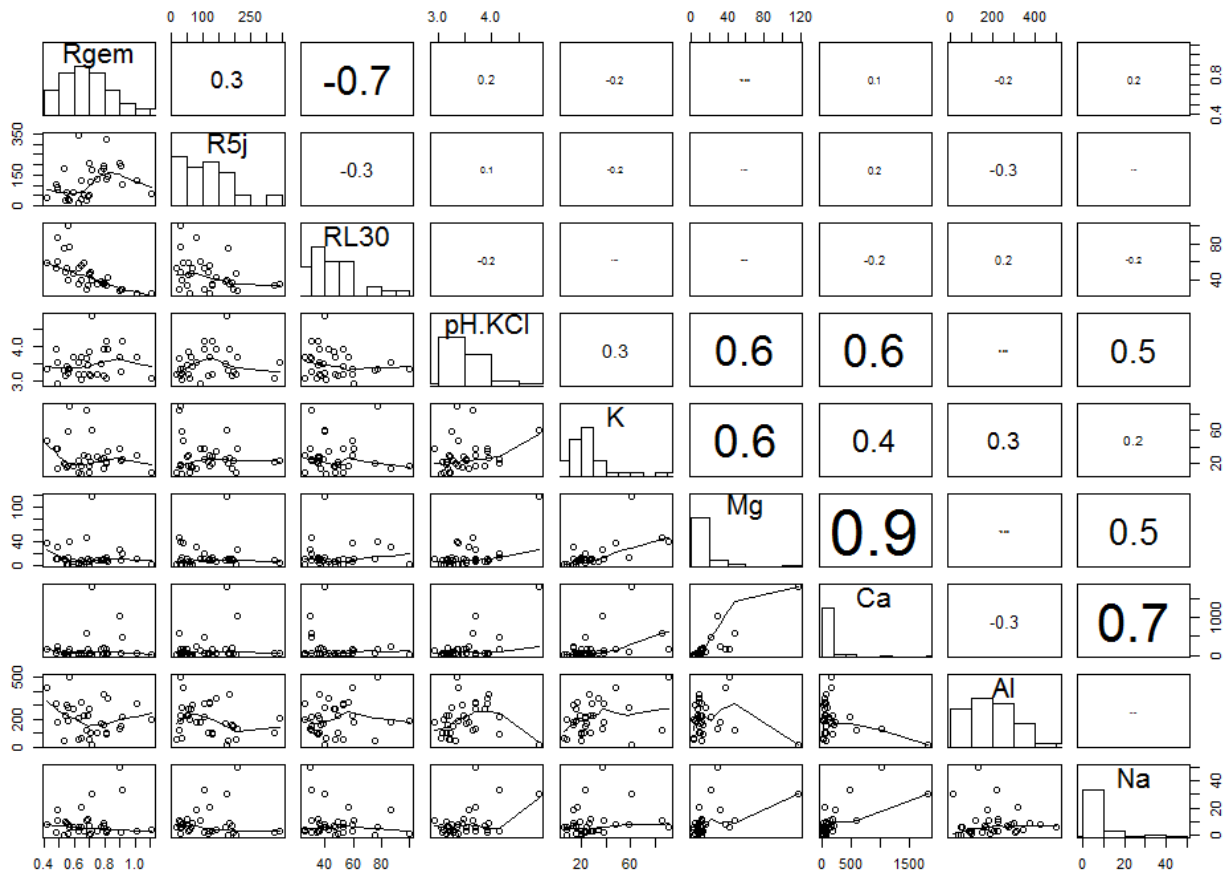 0 100 250 3.0 4.0 0 40 80 120 0 200 400
Rgem 0.3 -0.7 0.2 -0.2 0.1 -0.2 0.2 0.4 0.8
0 150 350 R5j -0.3 0.1 -0.2 0.2 -0.3
RL30 -0.2 -0.2 0.2 -0.2 40 80
3.0 4.0 pH.KCl 0.3 0.6 0.6 0.5
K 0.6 0.4 0.3 0.2 20 60
0 40 100 Mg 0.9 0.5
Ca -0.3 0.7 0 1000
0 200 500 Al
Na 0 20 40
0.4 0.6 0.8 1.0 40 60 80 20 60 0 500 1500 0 20 40